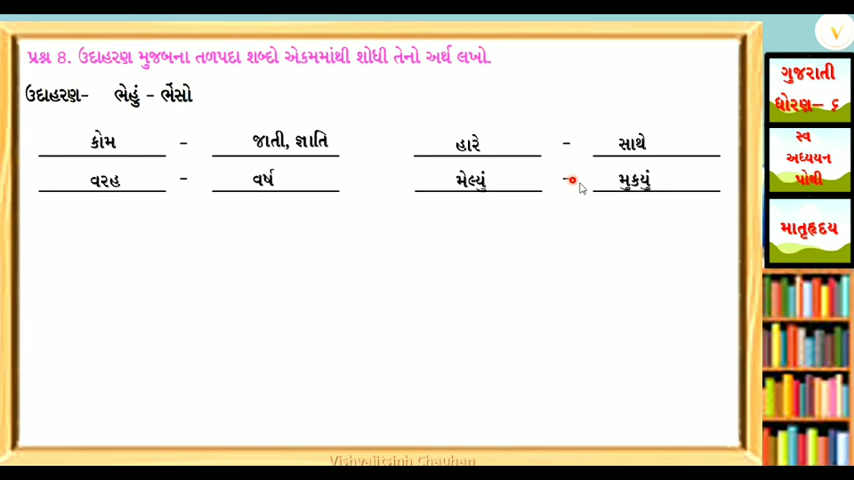 પ્રશ્ન 8. ઉદાહરણ મુજબના તળપદા શબ્દો એકમમાંથી શોધી તેનો અર્થ લખો.
ઉદાહરણ- ભેહું - ભેંસો
કોમ - જાતી, જ્ઞાતિ હારે - સાથે
વરહ - વર્ષ મેલ્યું - મુકયું
V
ગુજરાતી
ધોરણ- ૬
સ્વ
અધ્યયન
પોથી
માતૃહૃદય
Vishvajitsinh Chauhan